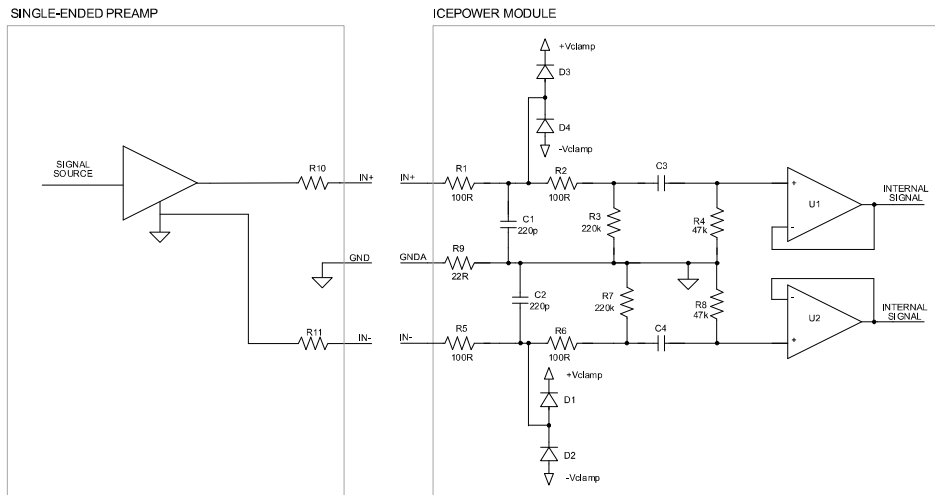 SINGLE-ENDED PREAMP
ICEPOWER MODULE
+Vclamp
D3
D4
-Vclamp
SIGNAL
SOURCE
R10
IN+
IN+
R1
100R
R2
100R
C3
+
-
U1
INTERNAL
SIGNAL
C1
220p
R3
220k
R4
47k
GND
GNDA
R9
22R
C2
220p
R7
220k
R8
47k
-
+
U2
INTERNAL
SIGNAL
R11
IN-
IN-
R5
100R
R6
100R
C4
+Vclamp
D1
D2
-Vclamp